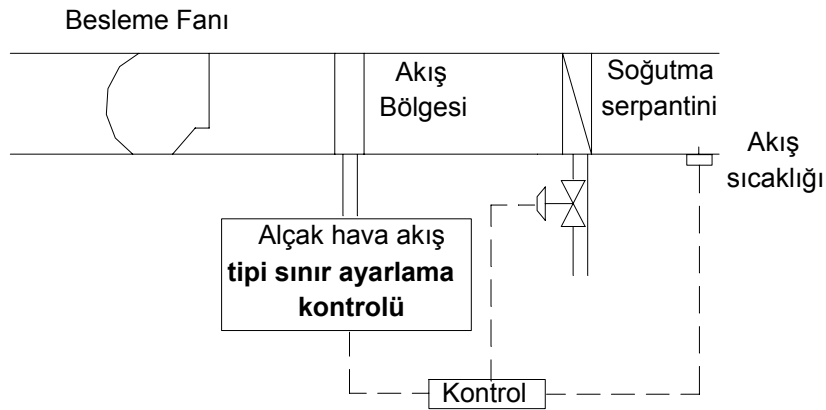 Besleme Fanı
Akış
Bölgesi
Soğutma
serpantini
Akış
sıcaklığı
Alçak hava akış
tipi sınır ayarlama
kontrolü
Kontrol